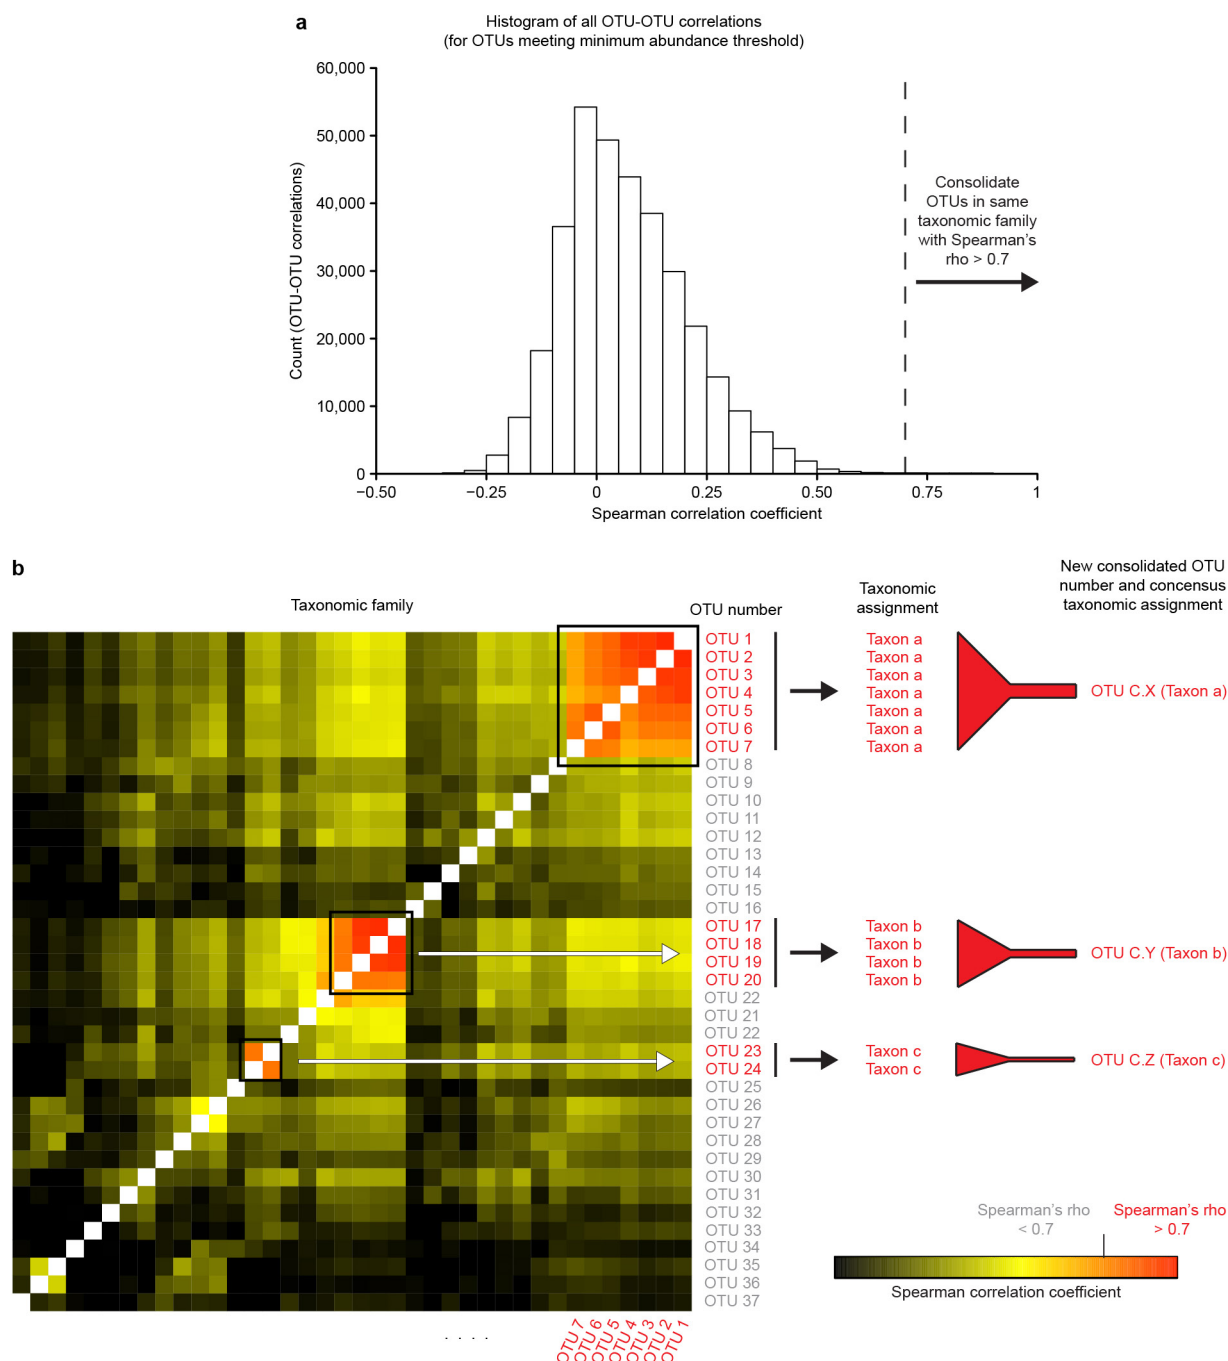 a
Histogram of all OTU-OTU correlations
(for OTUs meeting minimum abundance threshold)
60,000
50,000
40,000
30,000
20,000
10,000
0
Count (OTU-OTU correlations)
−0.50
−0.25
0
0.25
0.50
0.75
1
Spearman correlation coefficient
Consolidate
OTUs in same
taxonomic family
with Spearman's
rho > 0.7
b
Taxonomic family
OTU number
Taxonomic
assignment
New consolidated OTU
number and concensus
taxonomic assignment
OTU 1
OTU 2
OTU 3
OTU 4
OTU 5
OTU 6
OTU 7
OTU 8
OTU 9
OTU 10
OTU 11
OTU 12
OTU 13
OTU 14
OTU 15
OTU 16
OTU 17
OTU 18
OTU 19
OTU 20
OTU 22
OTU 21
OTU 22
OTU 23
OTU 24
OTU 25
OTU 26
OTU 27
OTU 28
OTU 29
OTU 30
OTU 31
OTU 32
OTU 33
OTU 34
OTU 35
OTU 36
OTU 37
Taxon a
Taxon a
Taxon a
Taxon a
Taxon a
Taxon a
Taxon a
OTU C.X (Taxon a)
Taxon b
Taxon b
Taxon b
Taxon b
OTU C.Y (Taxon b)
Taxon c
Taxon c
OTU C.Z (Taxon c)
Spearman's rho
< 0.7
Spearman's rho
> 0.7
Spearman correlation coefficient
. . . .
OTU 7
OTU 6
OTU 5
OTU 4
OTU 3
OTU 2
OTU 1